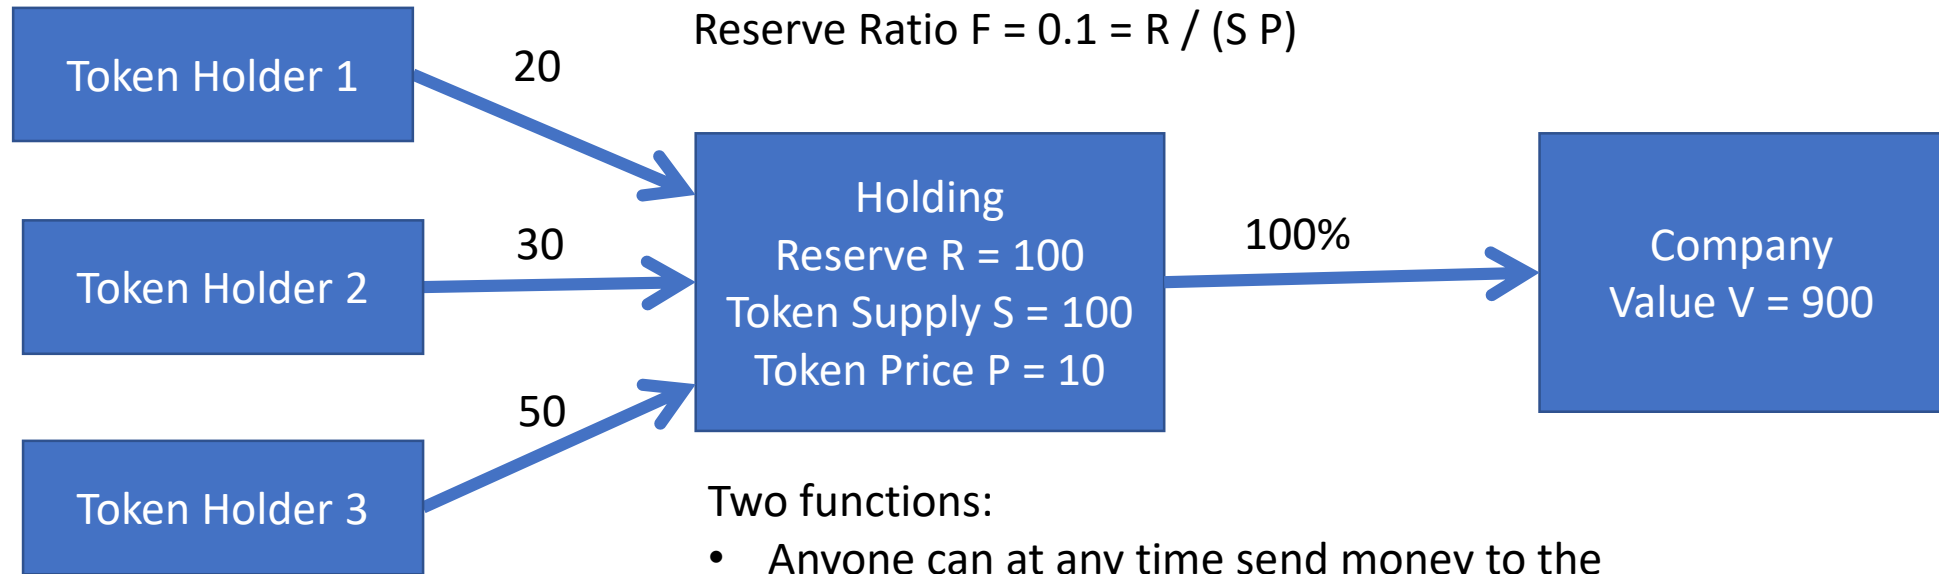 Reserve Ratio F = 0.1 = R / (S P)
Token Holder 1
20
Token Holder 2
30
Token Holder 3
50
Holding
Reserve R = 100
Token Supply S = 100
Token Price P = 10
100%
Company
Value V = 900
Two functions:
• Anyone can at any time send money to the